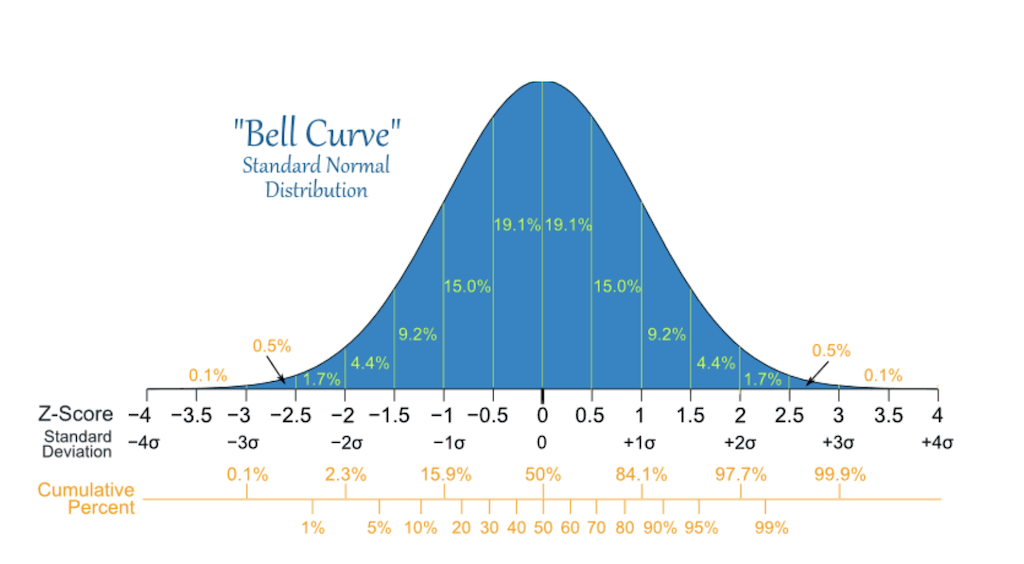 "Bell Curve"
Standard Normal
Distribution
19.1% 19.1%
15.0% 15.0%
9.2% 9.2%
0.5% 0.5%
4.4% 4.4%
0.1% 1.7% 1.7% 0.1%
Z-Score −4 −3.5 −3 −2.5 −2 −1.5 −1 −0.5 0 0.5 1 1.5 2 2.5 3 3.5 4
Standard
Deviation −4σ −3σ −2σ −1σ 0 +1σ +2σ +3σ +4σ
0.1% 2.3% 15.9% 50% 84.1% 97.7% 99.9%
Cumulative
Percent
1% 5% 10% 20 30 40 50 60 70 80 90% 95% 99%